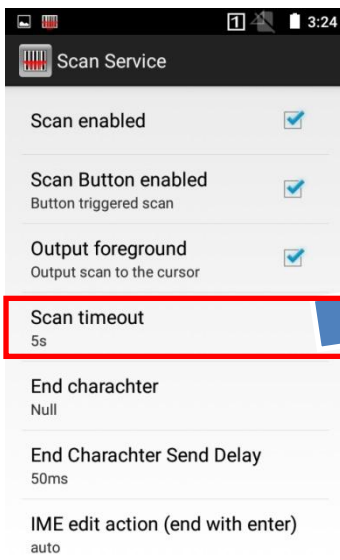 1 3:24
Scan Service
Scan enabled
Scan Button enabled
Button triggered scan
Output foreground
Output scan to the cursor
Scan timeout
5s
End charachter
Null
End Charachter Send Delay
50ms
IME edit action (end with enter)
auto